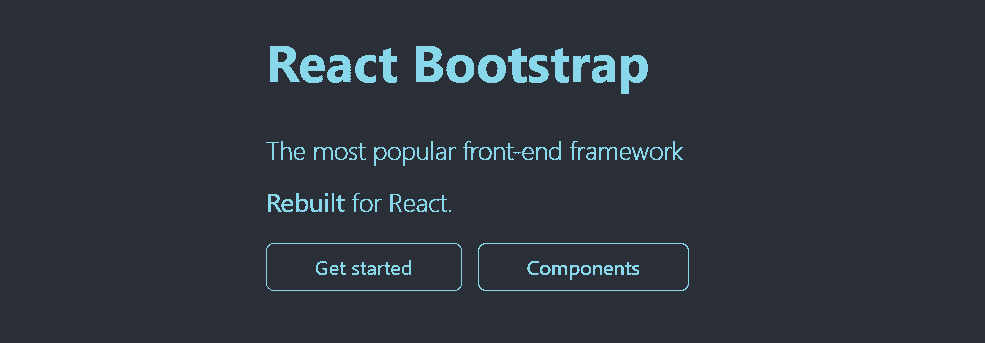 React Bootstrap
The most popular front-end framework
Rebuilt for React.
Get started
Components